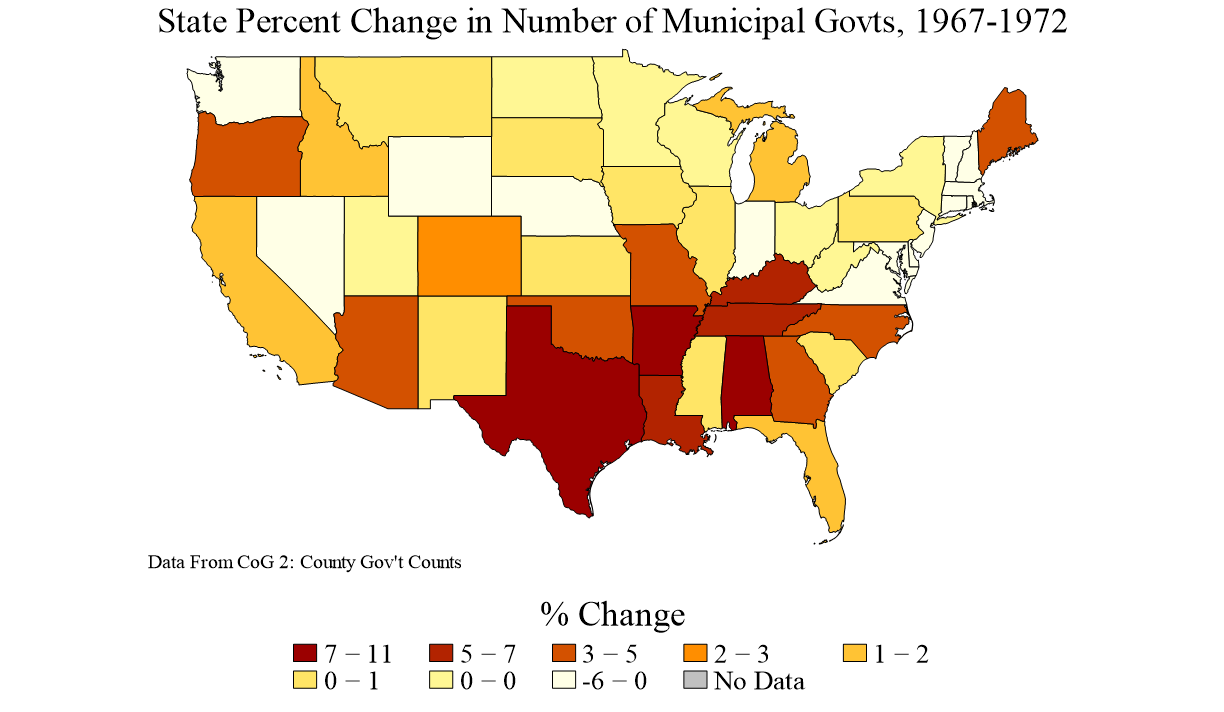 State Percent Change in Number of Municipal Govts, 1967-1972
Data From CoG 2: County Gov't Counts
% Change
7 − 11 5 − 7 3 − 5 2 − 3 1 − 2
0 − 1 0 − 0 -6 − 0 No Data